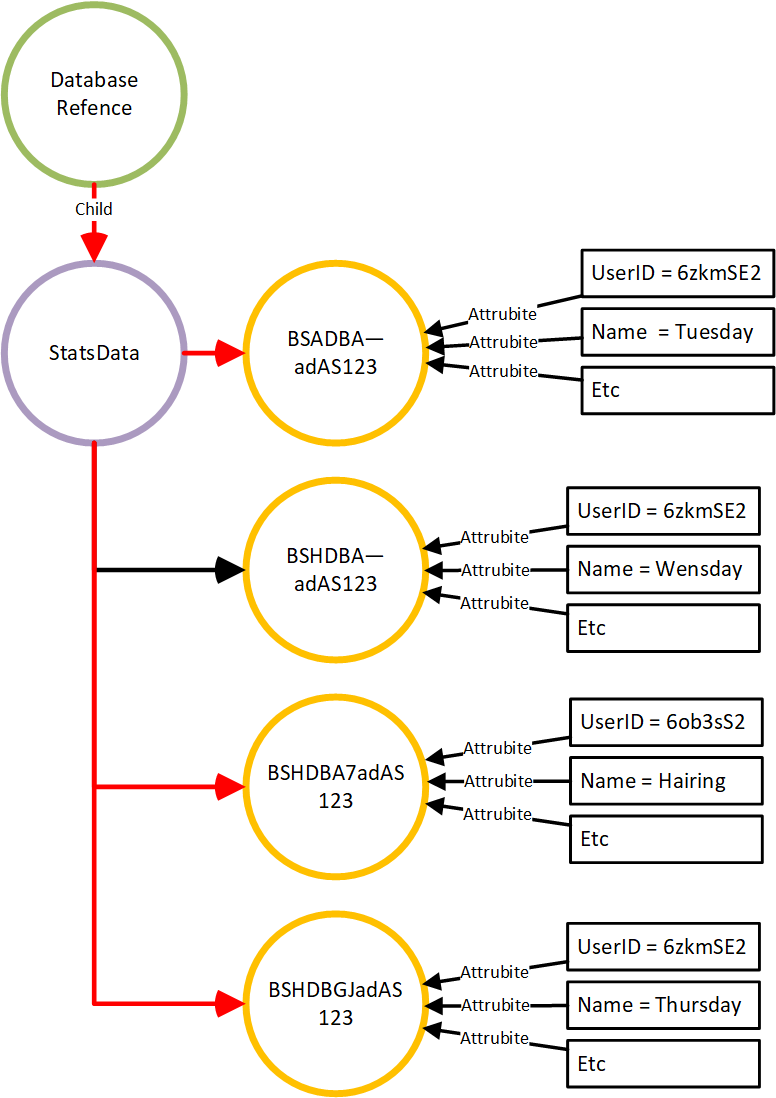 Database
Refence
Child
StatsData
BSADBA—
adAS123
Attrubite
Attrubite
Attrubite
UserID = 6zkmSE2
Name  = Tuesday
Etc
BSHDBA—
adAS123
Attrubite
Attrubite
Attrubite
UserID = 6zkmSE2
Name = Wensday
Etc
BSHDBA7adAS
123
Attrubite
Attrubite
Attrubite
UserID = 6ob3sS2
Name = Hairing
Etc
BSHDBGJadAS
123
Attrubite
Attrubite
Attrubite
UserID = 6zkmSE2
Name = Thursday
Etc